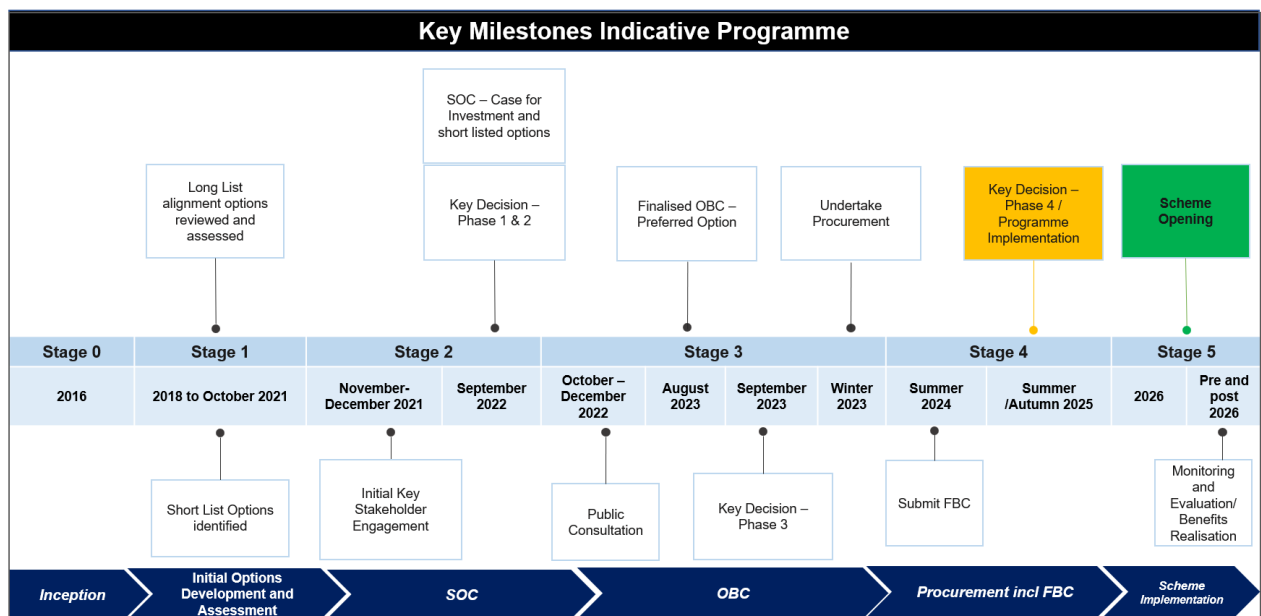 Key Milestones Indicative Programme
SOC – Case for
Investment and
short listed options
Long List
alignment options
reviewed and
assessed
Key Decision –
Phase 1 & 2
Finalised OBC –
Preferred Option
Undertake
Procurement
Key Decision –
Phase 4 /
Programme
Implementation
Scheme
Opening
Stage 0
Stage 1
Stage 2
Stage 3
Stage 4
Stage 5
2016
2018 to October 2021
November-
December 2021
September
2022
October –
December
2022
August
2023
September
2023
Winter
2023
Summer
2024
Summer
/Autumn 2025
2026
Pre and
post
2026
Short List Options
identified
Initial Key
Stakeholder
Engagement
Public
Consultation
Key Decision –
Phase 3
Submit FBC
Monitoring
and
Evaluation/
Benefits
Realisation
Inception
Initial Options
Development and
Assessment
SOC
OBC
Procurement incl FBC
Scheme
Implementation